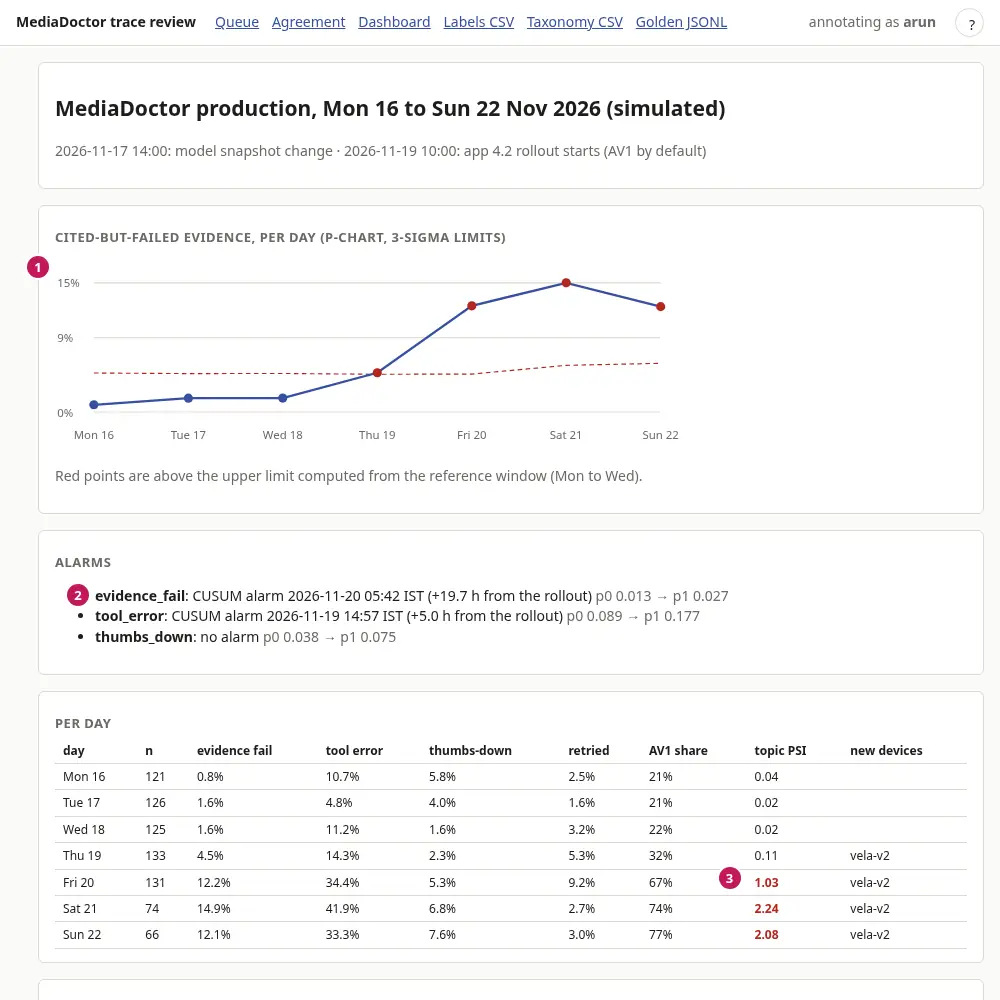 MediaDoctor trace review Queue Agreement Dashboard Labels CSV Taxonomy CSV Golden JSONL annotating as arun ?
MediaDoctor production, Mon 16 to Sun 22 Nov 2026 (simulated)
2026-11-17 14:00: model snapshot change · 2026-11-19 10:00: app 4.2 rollout starts (AV1 by default)
CITED-BUT-FAILED EVIDENCE, PER DAY (P-CHART, 3-SIGMA LIMITS)
1
15%
9%
0%
Mon 16 Tue 17 Wed 18 Thu 19 Fri 20 Sat 21 Sun 22
Red points are above the upper limit computed from the reference window (Mon to Wed).
ALARMS
2 evidence_fail: CUSUM alarm 2026-11-20 05:42 IST (+19.7 h from the rollout) p0 0.013 → p1 0.027
• tool_error: CUSUM alarm 2026-11-19 14:57 IST (+5.0 h from the rollout) p0 0.089 → p1 0.177
• thumbs_down: no alarm p0 0.038 → p1 0.075
PER DAY
day n evidence fail tool error thumbs-down retried AV1 share topic PSI new devices
Mon 16 121 0.8% 10.7% 5.8% 2.5% 21% 0.04
Tue 17 126 1.6% 4.8% 4.0% 1.6% 21% 0.02
Wed 18 125 1.6% 11.2% 1.6% 3.2% 22% 0.02
Thu 19 133 4.5% 14.3% 2.3% 5.3% 32% 0.11 vela-v2
Fri 20 131 12.2% 34.4% 5.3% 9.2% 67% 3 1.03 vela-v2
Sat 21 74 14.9% 41.9% 6.8% 2.7% 74% 2.24 vela-v2
Sun 22 66 12.1% 33.3% 7.6% 3.0% 77% 2.08 vela-v2